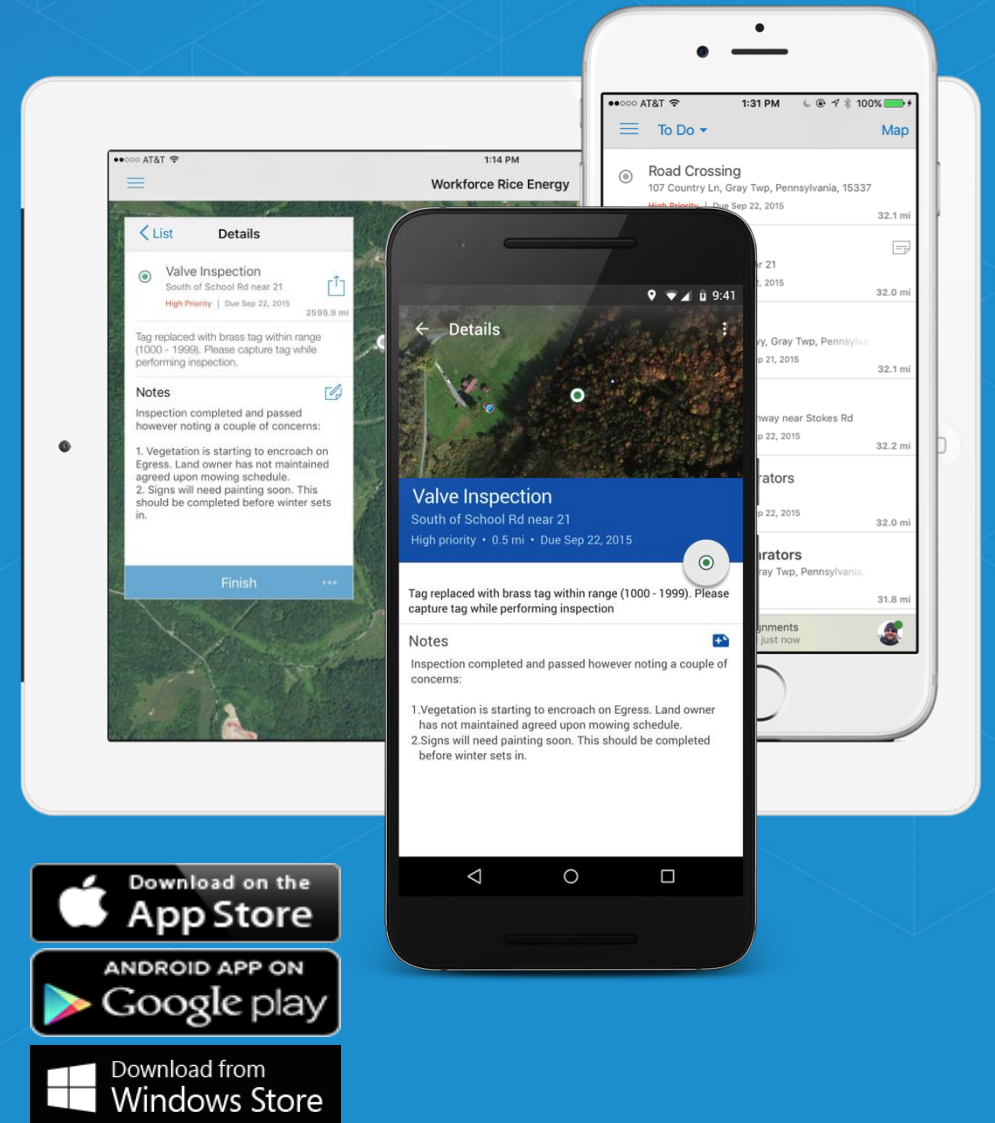 AT&T
1:14 PM
Workforce Rice Energy
List
Details
Valve Inspection
South of School Rd near 21
High Priority | Due Sep 22, 2015
2595.9 mi
Tag replaced with brass tag within range
(1000 - 1999). Please capture tag while
performing inspection.
Notes
Inspection completed and passed
however noting a couple of
concerns:
1. Vegetation is starting to encroach on
Egress. Land owner has not maintained
agreed upon mowing schedule.
2. Signs will need painting soon. This
should be completed before winter sets
in.
Finish
AT&T
1:31 PM
100%
To Do
Map
Road Crossing
107 Country Ln, Gray Twp, Pennsylvania, 15337
High Priority | Due Sep 22, 2015
32.1 mi
21
2015
32.0 mi
Gray Twp, Pennsylva
21, 2015
32.1 mi
near Stokes Rd
22, 2015
32.2 mi
22, 2015
32.0 mi
Twp, Pennsylvania,
31.8 mi
just now
9:41
Details
Valve Inspection
South of School Rd near 21
High priority • 0.5 mi • Due Sep 22, 2015
Tag replaced with brass tag within range (1000 - 1999). Please
capture tag while performing inspection
Notes
Inspection completed and passed however noting a couple of
concerns:
1.Vegetation is starting to encroach on Egress. Land owner
has not maintained agreed upon mowing schedule.
2.Signs will need painting soon. This should be completed
before winter sets in.
Download on the
App Store
ANDROID APP ON
Google play
Download from
Windows Store